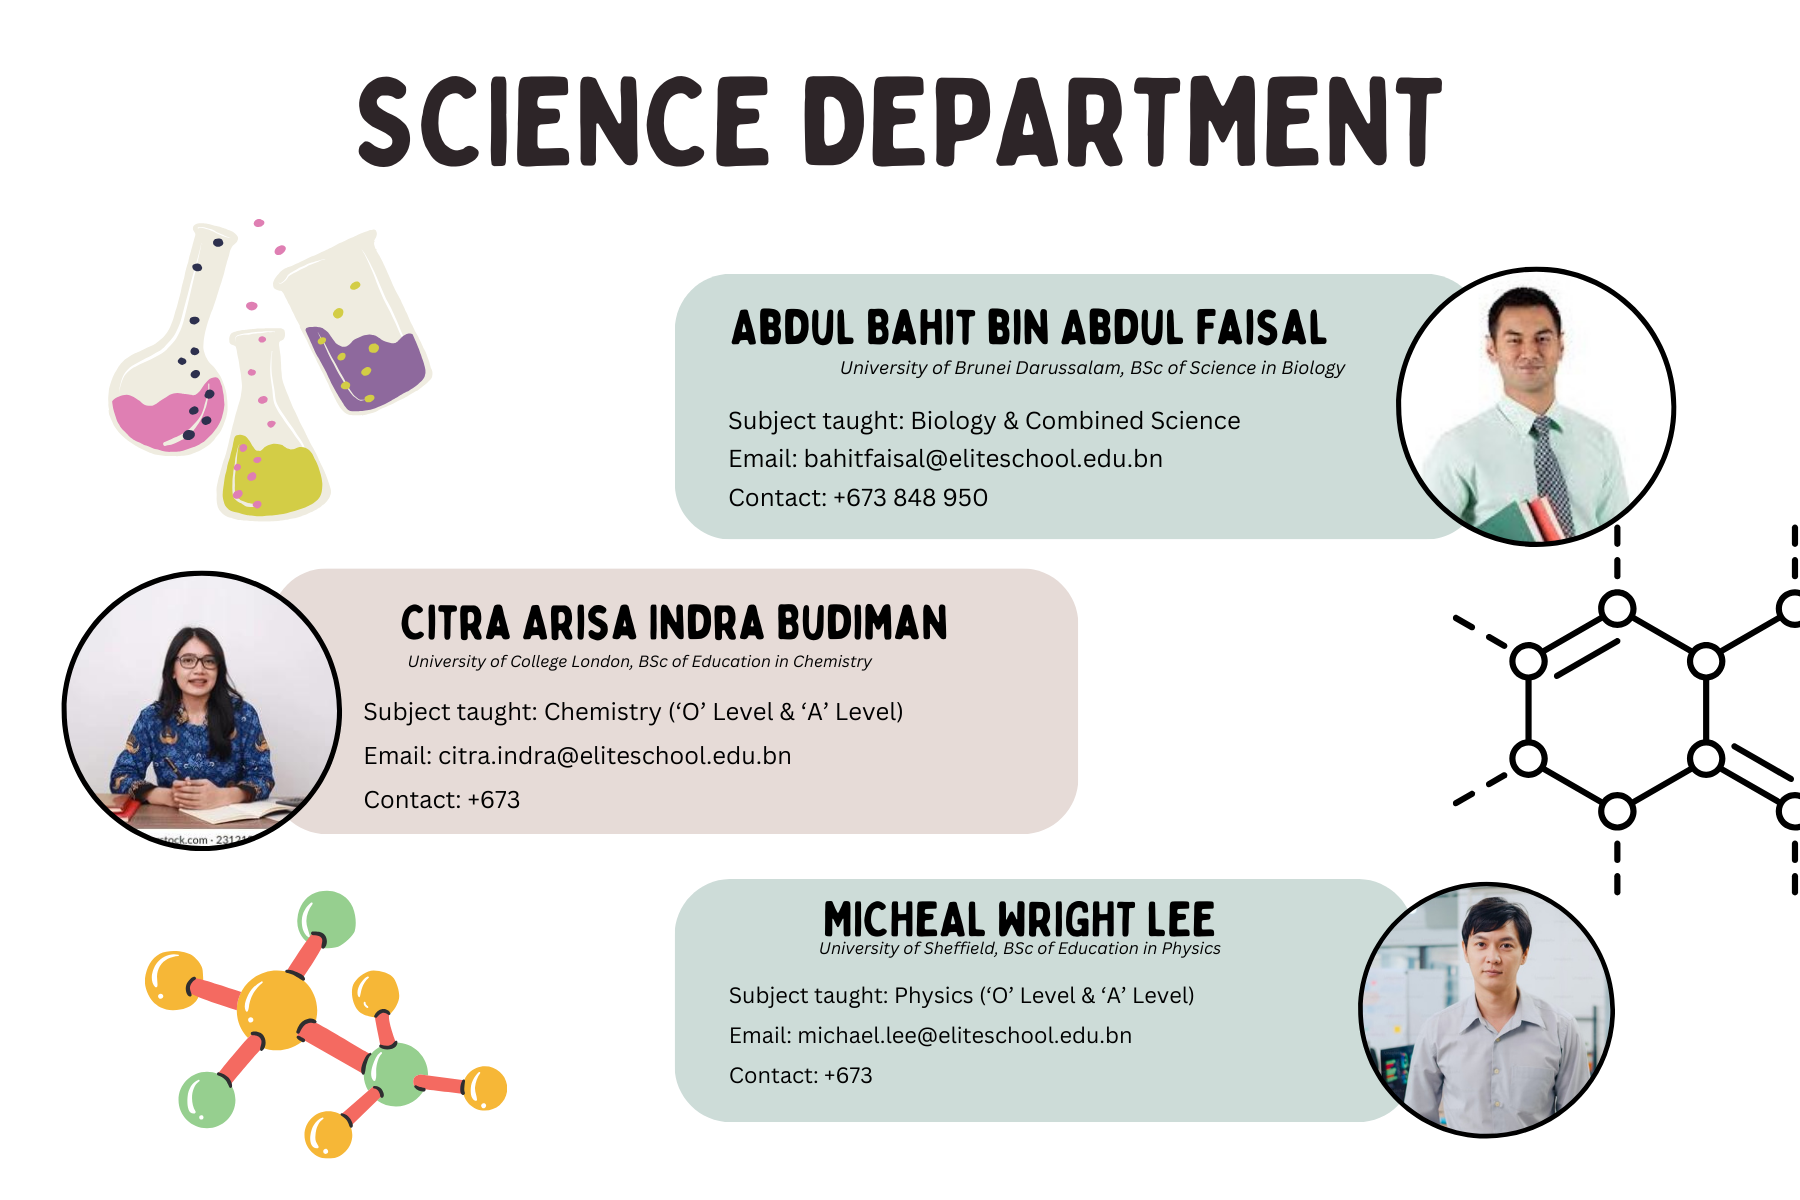 SCIENCE DEPARTMENT
ABDUL BAHIT BIN ABDUL FAISAL
University of Brunei Darussalam, BSc of Science in Biology
Subject taught: Biology & Combined Science
Email: bahitfaisal@eliteschool.edu.bn
Contact: +673 848 950
CITRA ARISA INDRA BUDIMAN
University of College London, BSc of Education in Chemistry
Subject taught: Chemistry (‘O’ Level & ‘A’ Level)
Email: citra.indra@eliteschool.edu.bn
Contact: +673
MICHEAL WRIGHT LEE
University of Sheffield, BSc of Education in Physics
Subject taught: Physics (‘O’ Level & ‘A’ Level)
Email: michael.lee@eliteschool.edu.bn
Contact: +673